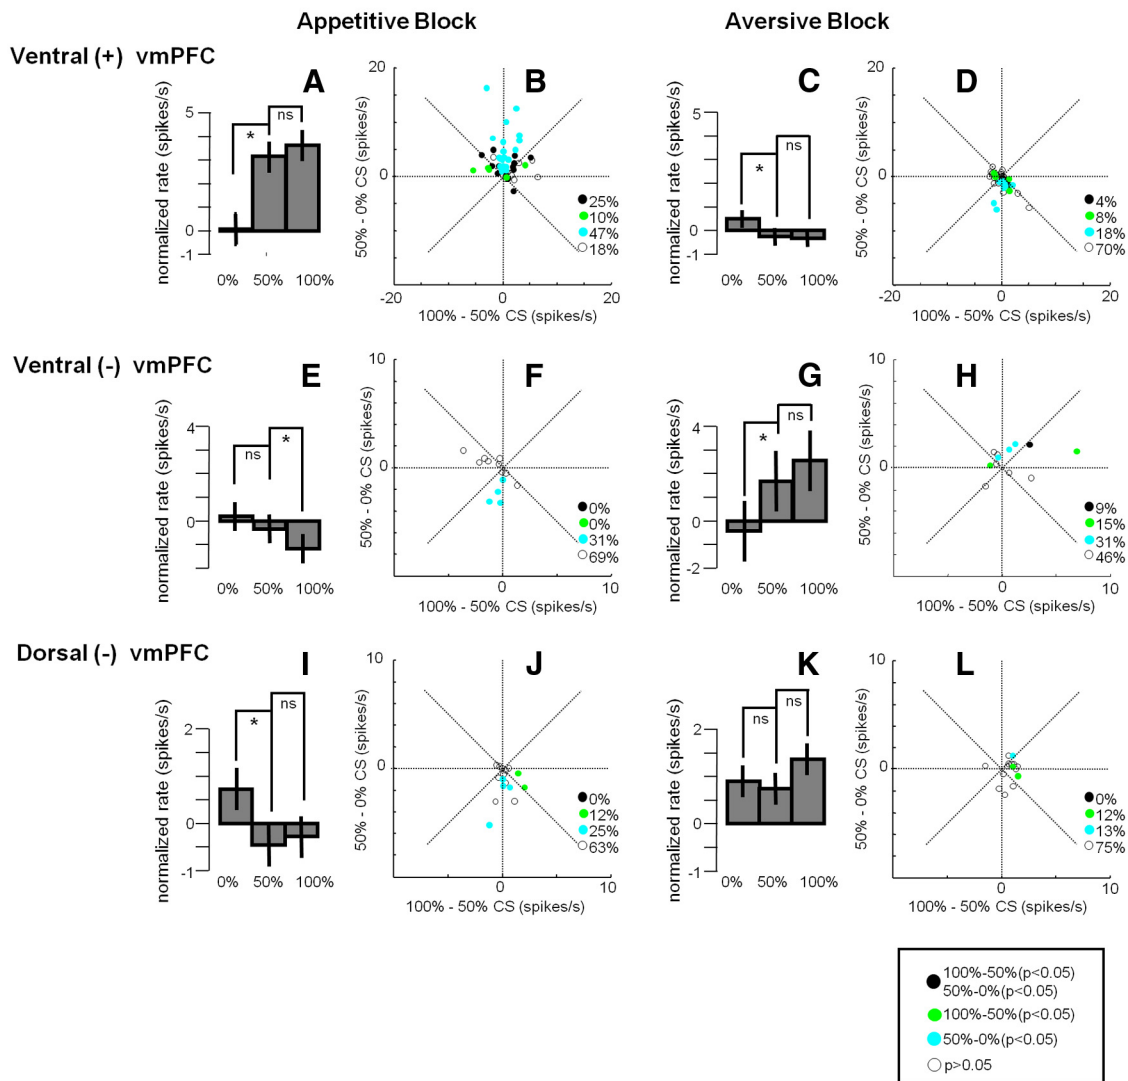 Appetitive Block
Aversive Block
Ventral (+) vmPFC
A
normalized rate (spikes/s)
5
0
-1
*
ns
0% 50% 100%
B
50% - 0% CS (spikes/s)
20
0
-20 0 20
100% - 50% CS (spikes/s)
25%
10%
47%
18%
C
normalized rate (spikes/s)
5
0
-1
*
ns
0% 50% 100%
D
50% - 0% CS (spikes/s)
20
0
-20 0 20
100% - 50% CS (spikes/s)
4%
8%
18%
70%
Ventral (-) vmPFC
E
normalized rate (spikes/s)
4
0
ns
*
0% 50% 100%
F
50% - 0% CS (spikes/s)
10
0
0 10
100% - 50% CS (spikes/s)
0%
0%
31%
69%
G
normalized rate (spikes/s)
4
0
-2
*
ns
0% 50% 100%
H
50% - 0% CS (spikes/s)
10
0
0 10
100% - 50% CS (spikes/s)
9%
15%
31%
46%
Dorsal (-) vmPFC
I
normalized rate (spikes/s)
2
0
-1
*
ns
0% 50% 100%
J
50% - 0% CS (spikes/s)
10
0
0 10
100% - 50% CS (spikes/s)
0%
12%
25%
63%
K
normalized rate (spikes/s)
2
0
-1
ns
ns
0% 50% 100%
L
50% - 0% CS (spikes/s)
10
0
0 10
100% - 50% CS (spikes/s)
0%
12%
13%
75%
100%-50%(p<0.05)
50%-0%(p<0.05)
100%-50%(p<0.05)
50%-0%(p<0.05)
p>0.05